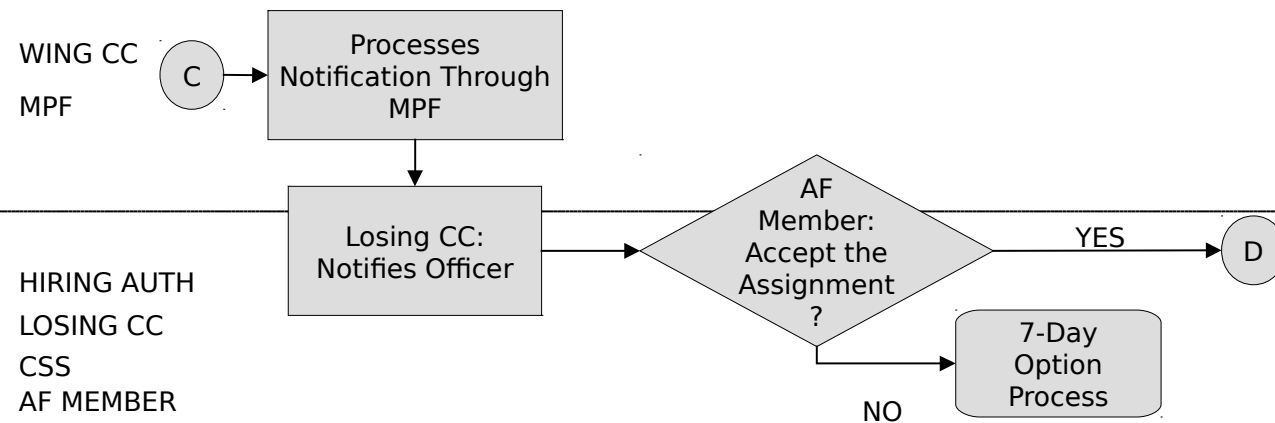 WING CC
MPF
C
Processes
Notification Through
MPF
Losing CC:
Notifies Officer
AF
Member:
Accept the
Assignment
?
YES
D
HIRING AUTH
LOSING CC
CSS
AF MEMBER
7-Day
Option
Process
NO